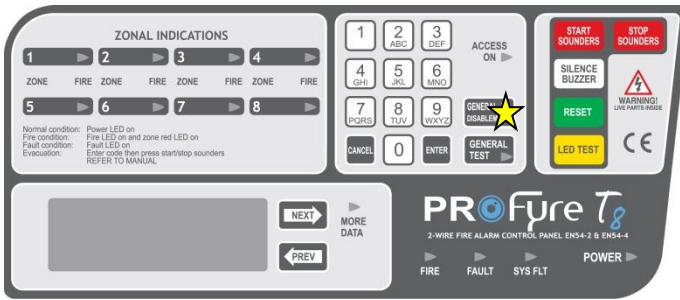 ZONAL INDICATIONS
1 2 3 4
ZONE FIRE ZONE FIRE ZONE FIRE ZONE FIRE
5 6 7 8
Normal condition: Power LED on
Fire condition: Fire LED on and zone red LED on
Fault condition: Fault LED on
Evacuation: Enter code then press start/stop sounders
REFER TO MANUAL
1 2 ABC 3 DEF
4 GHI 5 JKL 6 MNO
7 PQRS 8 TUV 9 WXYZ
CANCEL 0 ENTER
ACCESS
ON
GENERAL
GENERAL
TEST
START
SOUNDERS
STOP
SOUNDERS
SILENCE
BUZZER
RESET
LED TEST
WARNING!
LIVE PARTS INSIDE
CE
NEXT
PREV
MORE
DATA
PROFyre T8
2-WIRE FIRE ALARM CONTROL PANEL EN54-2 & EN54-4
FIRE FAULT SYS FLT POWER